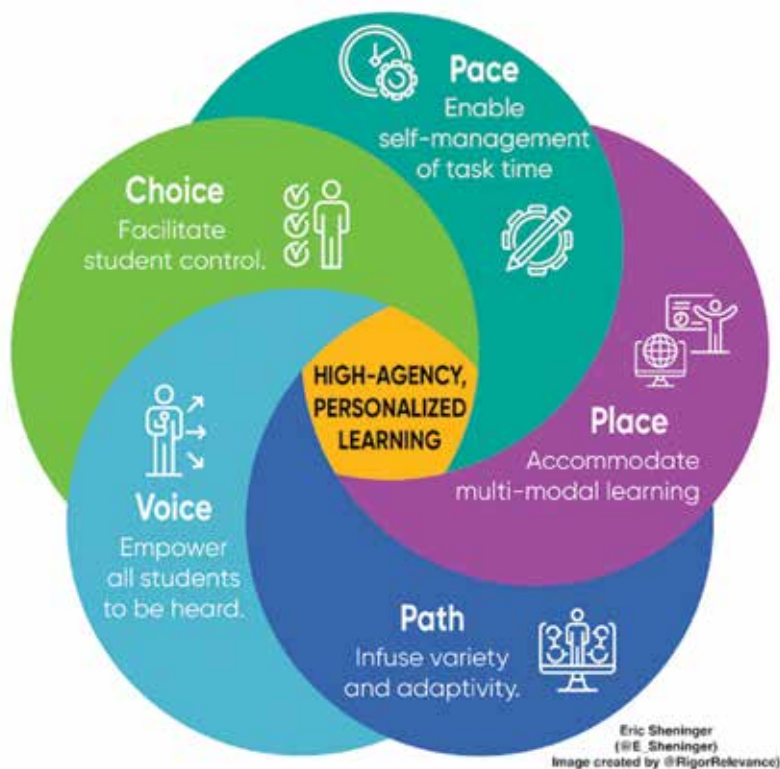 Pace
Enable
self-management
of task time
Choice
Facilitate
student control.
HIGH-AGENCY,
PERSONALIZED
LEARNING
Place
Accommodate
multi-modal learning
Voice
Empower
all students
to be heard.
Path
Infuse variety
and adaptivity.
Eric Sheninger
(@E_Sheninger)
Image created by @RigorRelevance)